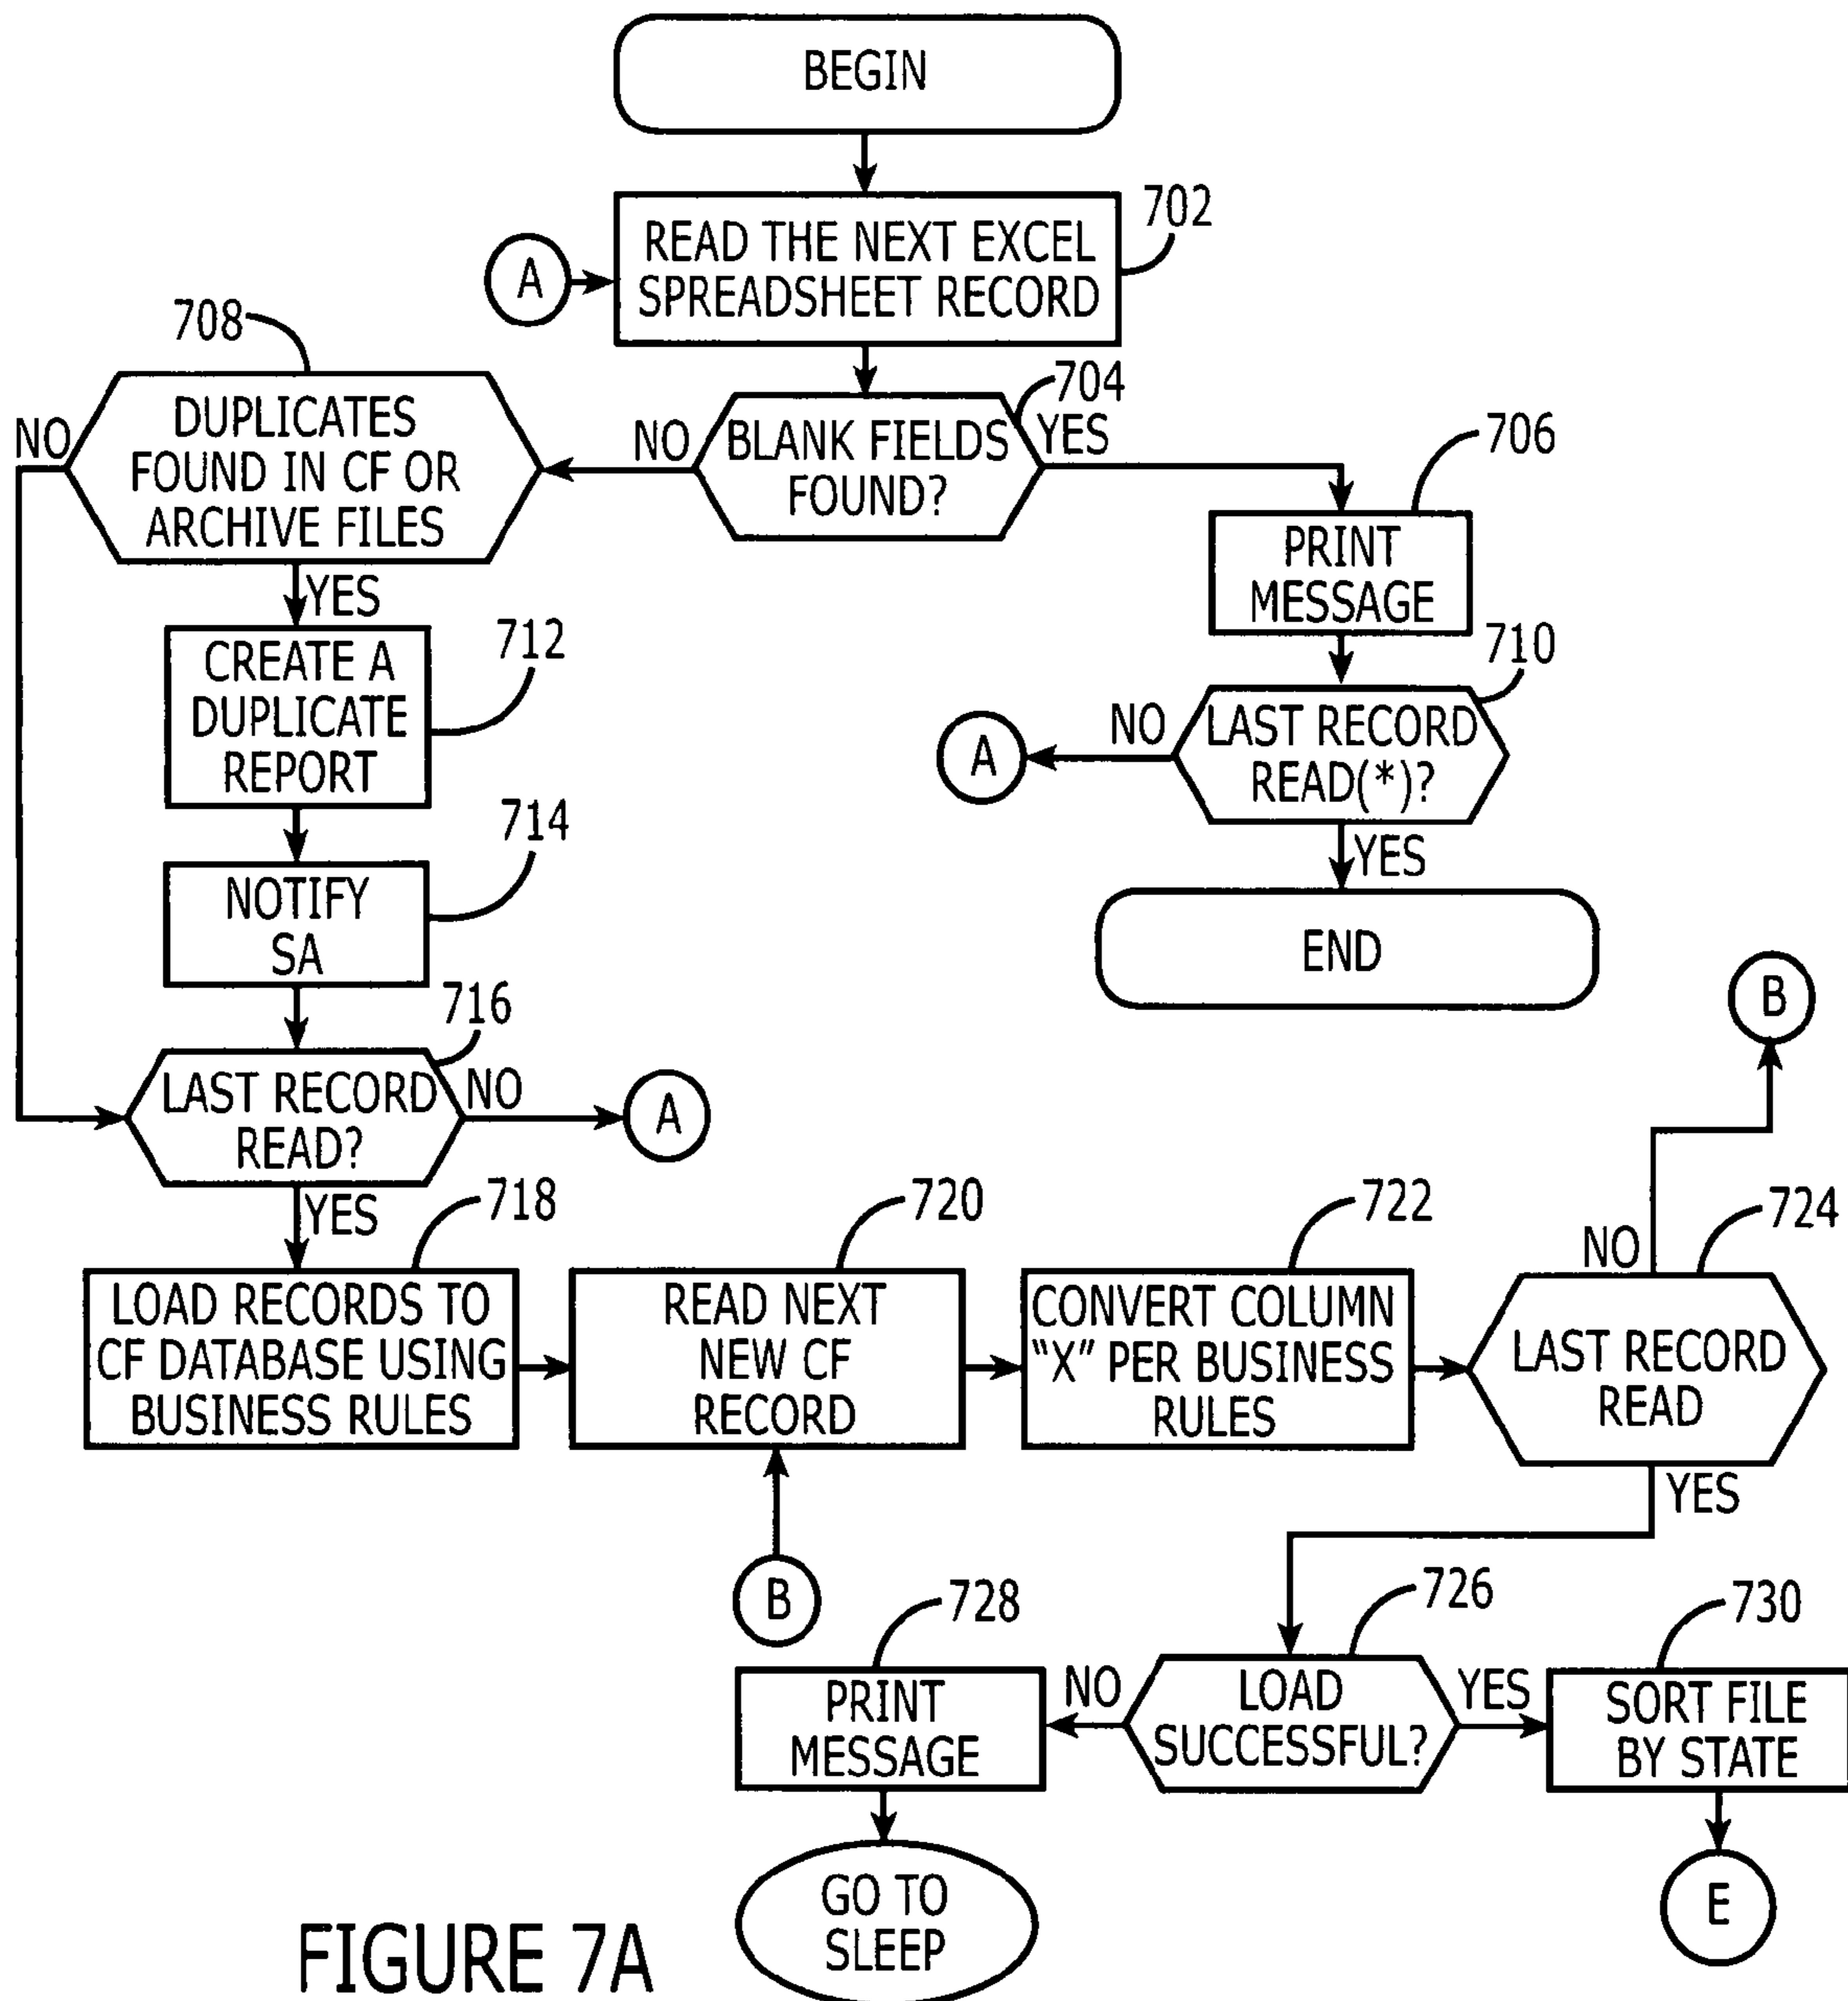 BEGIN
702
READ THE NEXT EXCEL
SPREADSHEET RECORD
A
708
704
DUPLICATES
FOUND IN CF OR
ARCHIVE FILES
NO
NO
BLANK FIELDS
FOUND?
YES
706
PRINT
MESSAGE
YES
712
CREATE A
DUPLICATE
REPORT
710
LAST RECORD
READ(*)?
NO
A
YES
714
NOTIFY
SA
END
B
716
LAST RECORD
READ?
NO
A
YES
718
LOAD RECORDS TO
CF DATABASE USING
BUSINESS RULES
720
READ NEXT
NEW CF
RECORD
722
CONVERT COLUMN
"X" PER BUSINESS
RULES
724
NO
LAST RECORD
READ
YES
B
728
PRINT
MESSAGE
726
NO
LOAD
SUCCESSFUL?
YES
730
SORT FILE
BY STATE
GO TO
SLEEP
E
FIGURE 7A